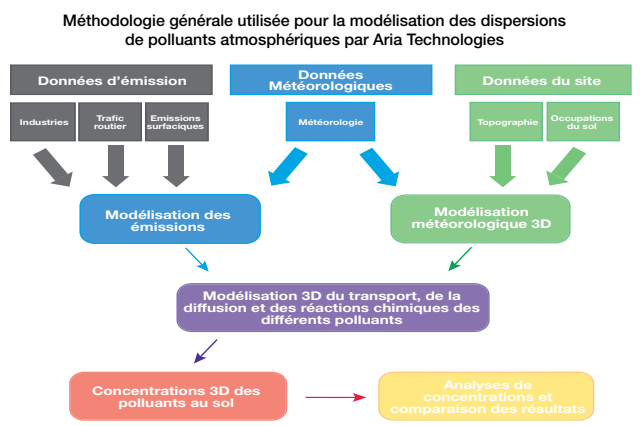 Méthodologie générale utilisée pour la modélisation des dispersions
de polluants atmosphériques par Aria Technologies
Données d'émission
Données
Météorologiques
Données du site
Industries
Trafic
routier
Emissions
surfaciques
Météorologie
Topographie
Occupations
du sol
Modélisation des
émissions
Modélisation
météorologique 3D
Modélisation 3D du transport, de la
diffusion et des réactions chimiques des
différents polluants
Concentrations 3D des
polluants au sol
Analyses de
concentrations et
comparaison des résultats